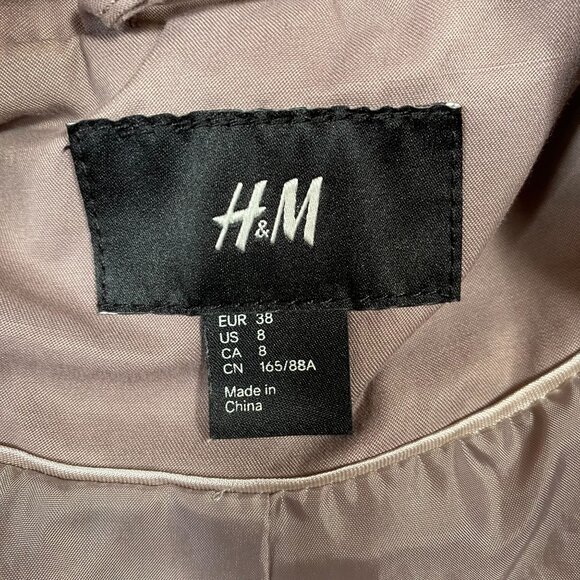 H&M
EUR 38
US 8
CA 8
CN 165/88A
Made in
China